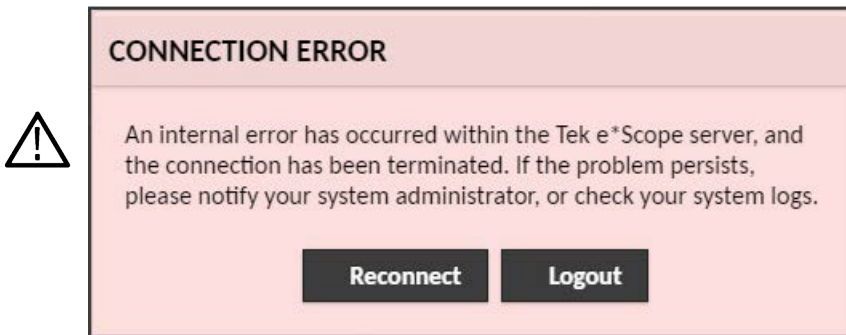 CONNECTION ERROR
An internal error has occurred within the Tek e*Scope server, and
the connection has been terminated. If the problem persists,
please notify your system administrator, or check your system logs.
Reconnect Logout